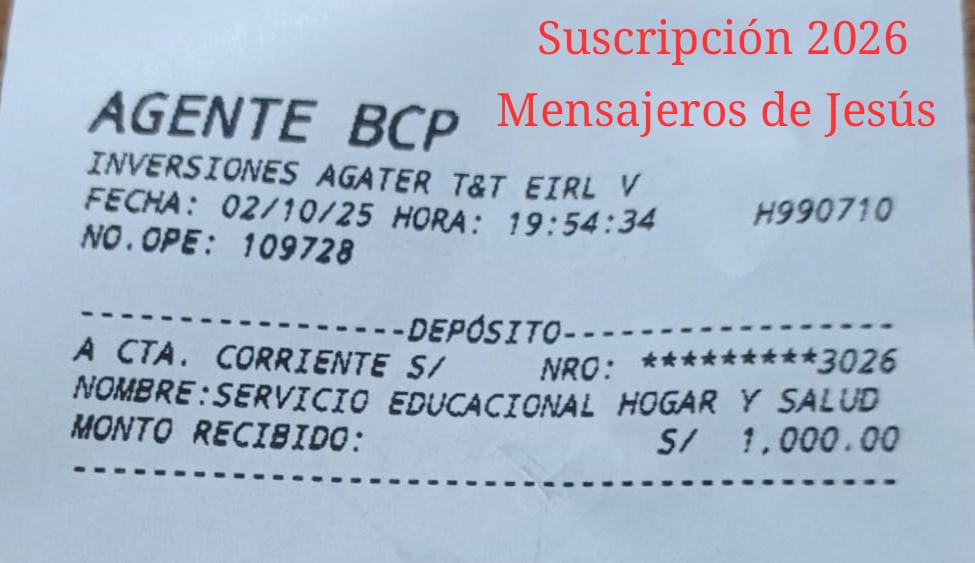 Suscripción 2026
Mensajeros de Jesús
AGENTE BCP
INVERSIONES AGATER T&T EIRL V
FECHA: 02/10/25 HORA: 19:54:34 H990710
NO.OPE: 109728
------------------DEPÓSITO------------------
A CTA. CORRIENTE S/ NRO: *********3026
NOMBRE:SERVICIO EDUCACIONAL HOGAR Y SALUD
MONTO RECIBIDO: S/ 1,000.00